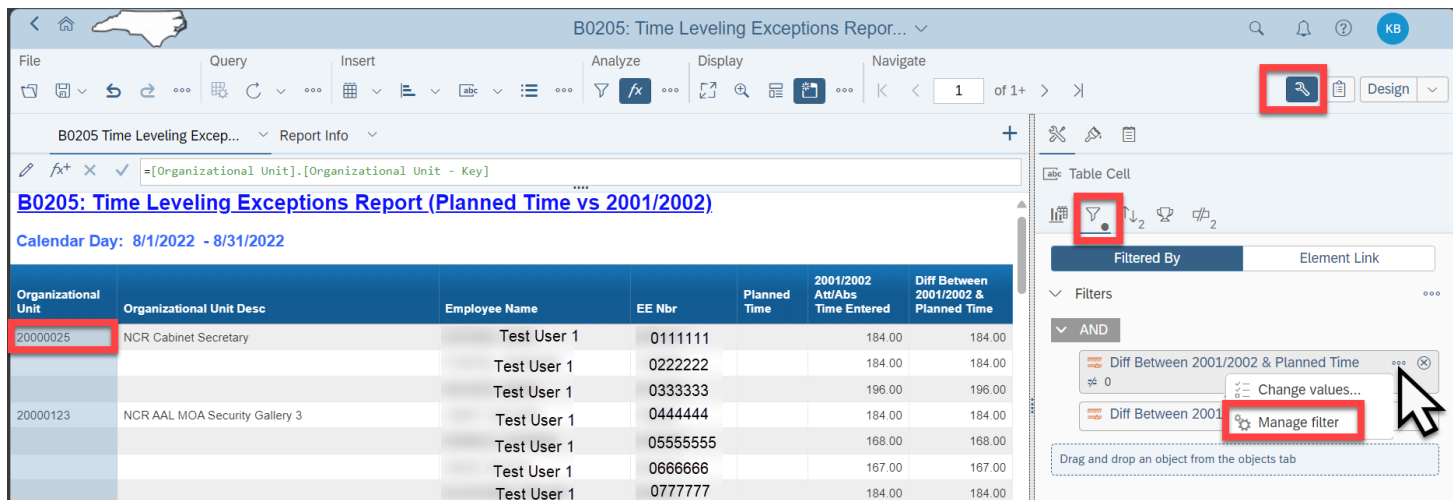 B0205: Time Leveling Exceptions Repor...
KB
File Query Insert Analyze Display Navigate
abc fx 1 of 1+ Design
B0205 Time Leveling Excep... Report Info
fx+ =[Organizational Unit].[Organizational Unit - Key]
abc Table Cell
B0205: Time Leveling Exceptions Report (Planned Time vs 2001/2002)
2 2
Calendar Day: 8/1/2022 - 8/31/2022
Filtered By Element Link
Organizational Unit Organizational Unit Desc Employee Name EE Nbr Planned Time 2001/2002 Att/Abs Time Entered Diff Between 2001/2002 & Planned Time
Filters
AND
20000025 NCR Cabinet Secretary Test User 1 0111111 184.00 184.00
Test User 1 0222222 184.00 184.00
Test User 1 0333333 196.00 196.00
20000123 NCR AAL MOA Security Gallery 3 Test User 1 0444444 184.00 184.00
Test User 1 05555555 168.00 168.00
Test User 1 0666666 167.00 167.00
Test User 1 0777777 184.00 184.00
Diff Between 2001/2002 & Planned Time
≠ 0
Change values...
Diff Between 2001
Manage filter
Drag and drop an object from the objects tab